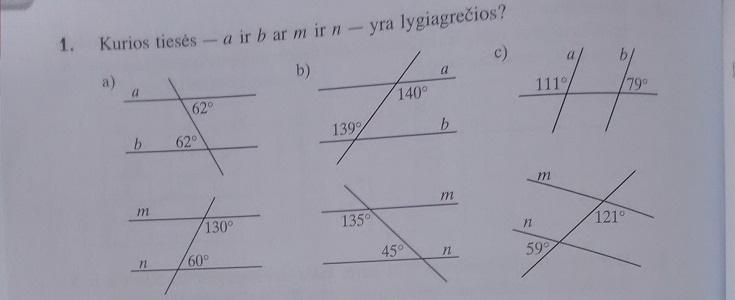 1. Kurios tiesės — a ir b ar m ir n — yra lygiagrečios?
a) a 62° b 62°
b) a 140° 139° b
c) a b 111° 79°
m 130° n 60°
m 135° 45° n
m 121° n 59°